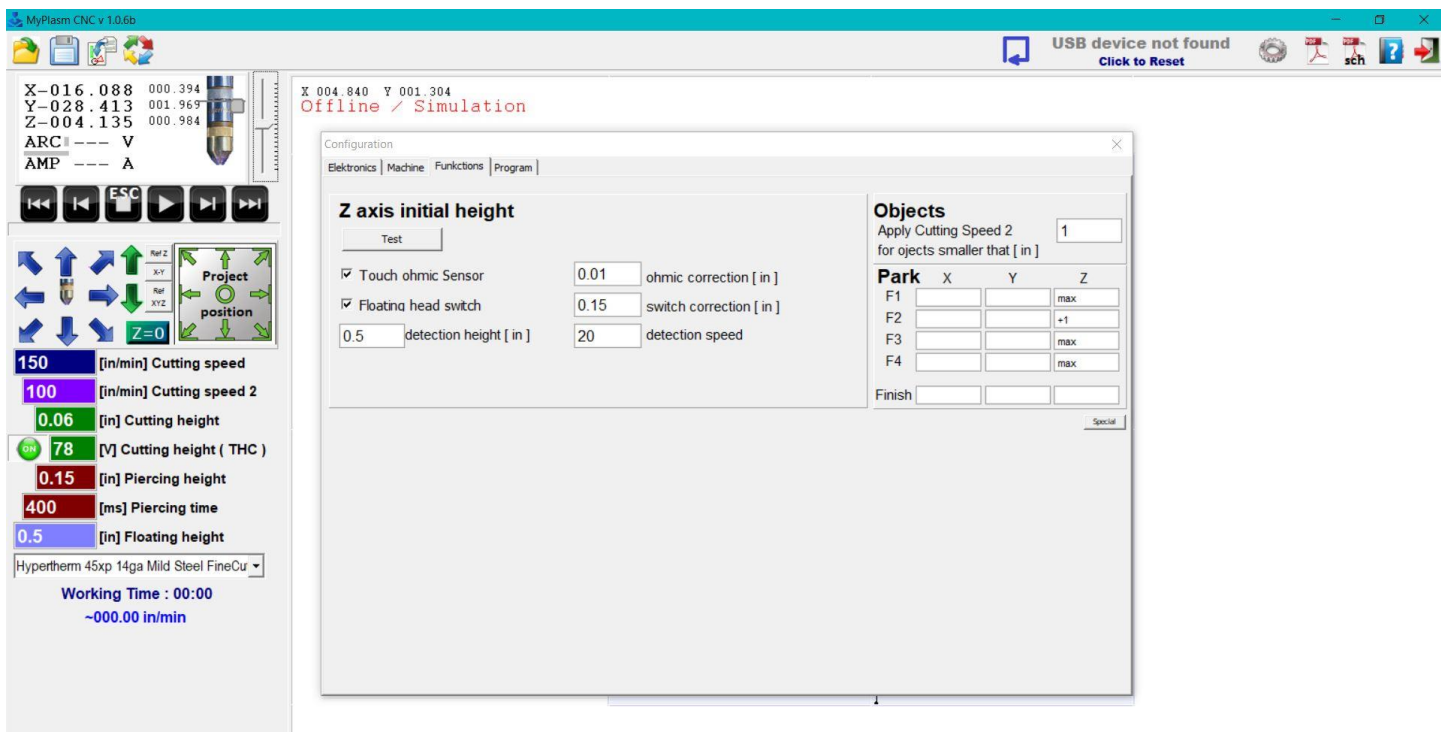 MyPlasm CNC v 1.0.6b
USB device not found
Click to Reset
PDF
PDF
sch
?
X-016.088 000.394
Y-028.413 001.969
Z-004.135 000.984
ARC --- V
AMP --- A
ESC
X 004.840 Y 001.304
Offline / Simulation
Ref Z
X-Y
Ref
XYZ
Z=0
Project
position
150 [in/min] Cutting speed
100 [in/min] Cutting speed 2
0.06 [in] Cutting height
ON 78 [V] Cutting height ( THC )
0.15 [in] Piercing height
400 [ms] Piercing time
0.5 [in] Floating height
Hypertherm 45xp 14ga Mild Steel FineCu
Working Time : 00:00
~000.00 in/min
Configuration
Elektronics Machine Funkctions Program
Z axis initial height
Test
Touch ohmic Sensor 0.01 ohmic correction [ in ]
Floating head switch 0.15 switch correction [ in ]
0.5 detection height [ in ] 20 detection speed
Objects
Apply Cutting Speed 2 1
for ojects smaller that [ in ]
Park X Y Z
F1 max
F2 +1
F3 max
F4 max
Finish
Special